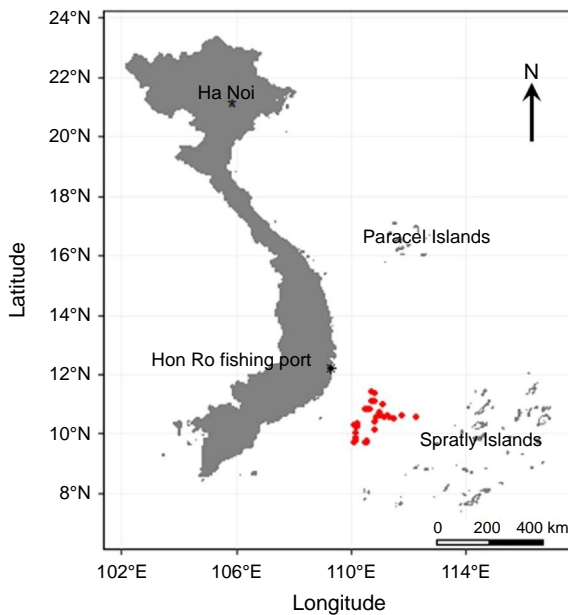 24°N
22°N
20°N
18°N
16°N
14°N
12°N
10°N
8°N
Latitude
Ha Noi
N
Paracel Islands
Hon Ro fishing port
Spratly Islands
0 200 400 km
102°E 106°E 110°E 114°E
Longitude